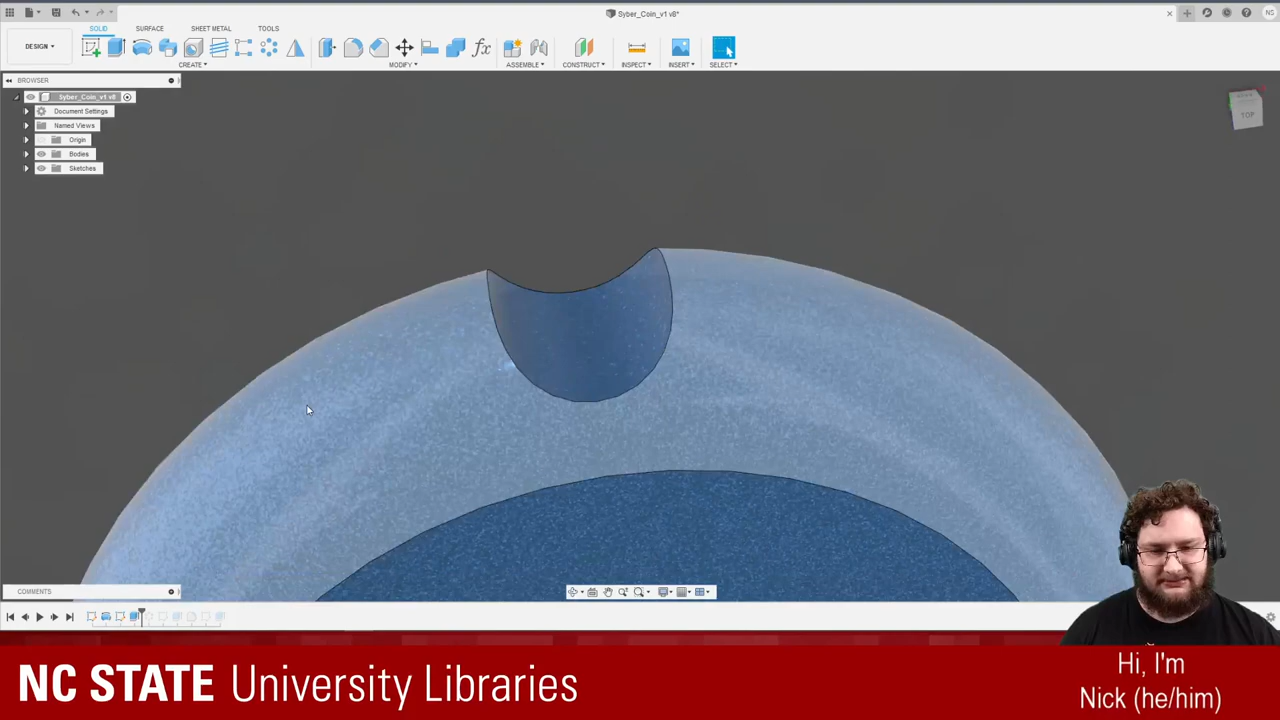 Syber_Coin_v1 v8*
NS
SOLID SURFACE SHEET METAL TOOLS
DESIGN
CREATE MODIFY ASSEMBLE CONSTRUCT INSPECT INSERT SELECT
BROWSER
Syber_Coin_v1 v8
Document Settings
Named Views
Origin
Bodies
Sketches
TOP
COMMENTS
NC STATE University Libraries
Hi, I'm
Nick (he/him)